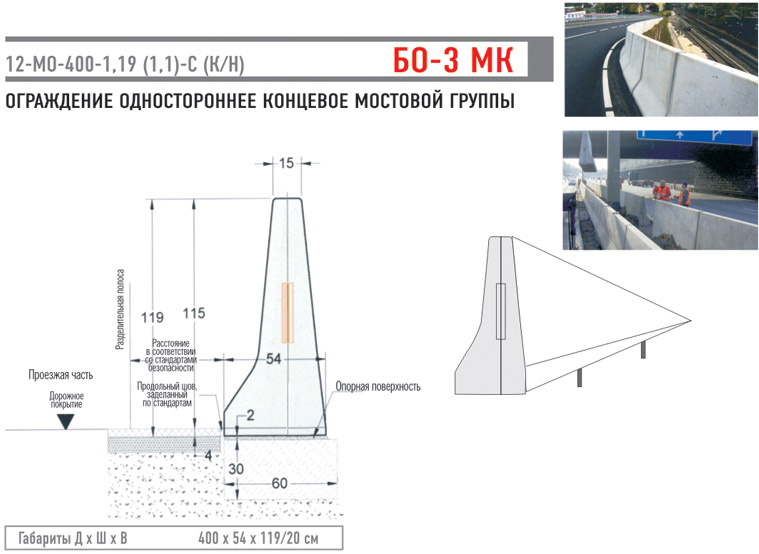 12-МО-400-1,19 (1,1)-С (К/Н)
БО-3 МК
ОГРАЖДЕНИЕ ОДНОСТОРОННЕЕ КОНЦЕВОЕ МОСТОВОЙ ГРУППЫ
15
Разделительная полоса
119
115
Расстояние
в соответствии
со стандартами
безопасности
54
Проезжая часть
Дорожное
покрытие
Продольный шов,
заделанный
по стандартам
Опорная поверхность
2
4
30
60
Габариты Д х Ш х В 400 х 54 х 119/20 см